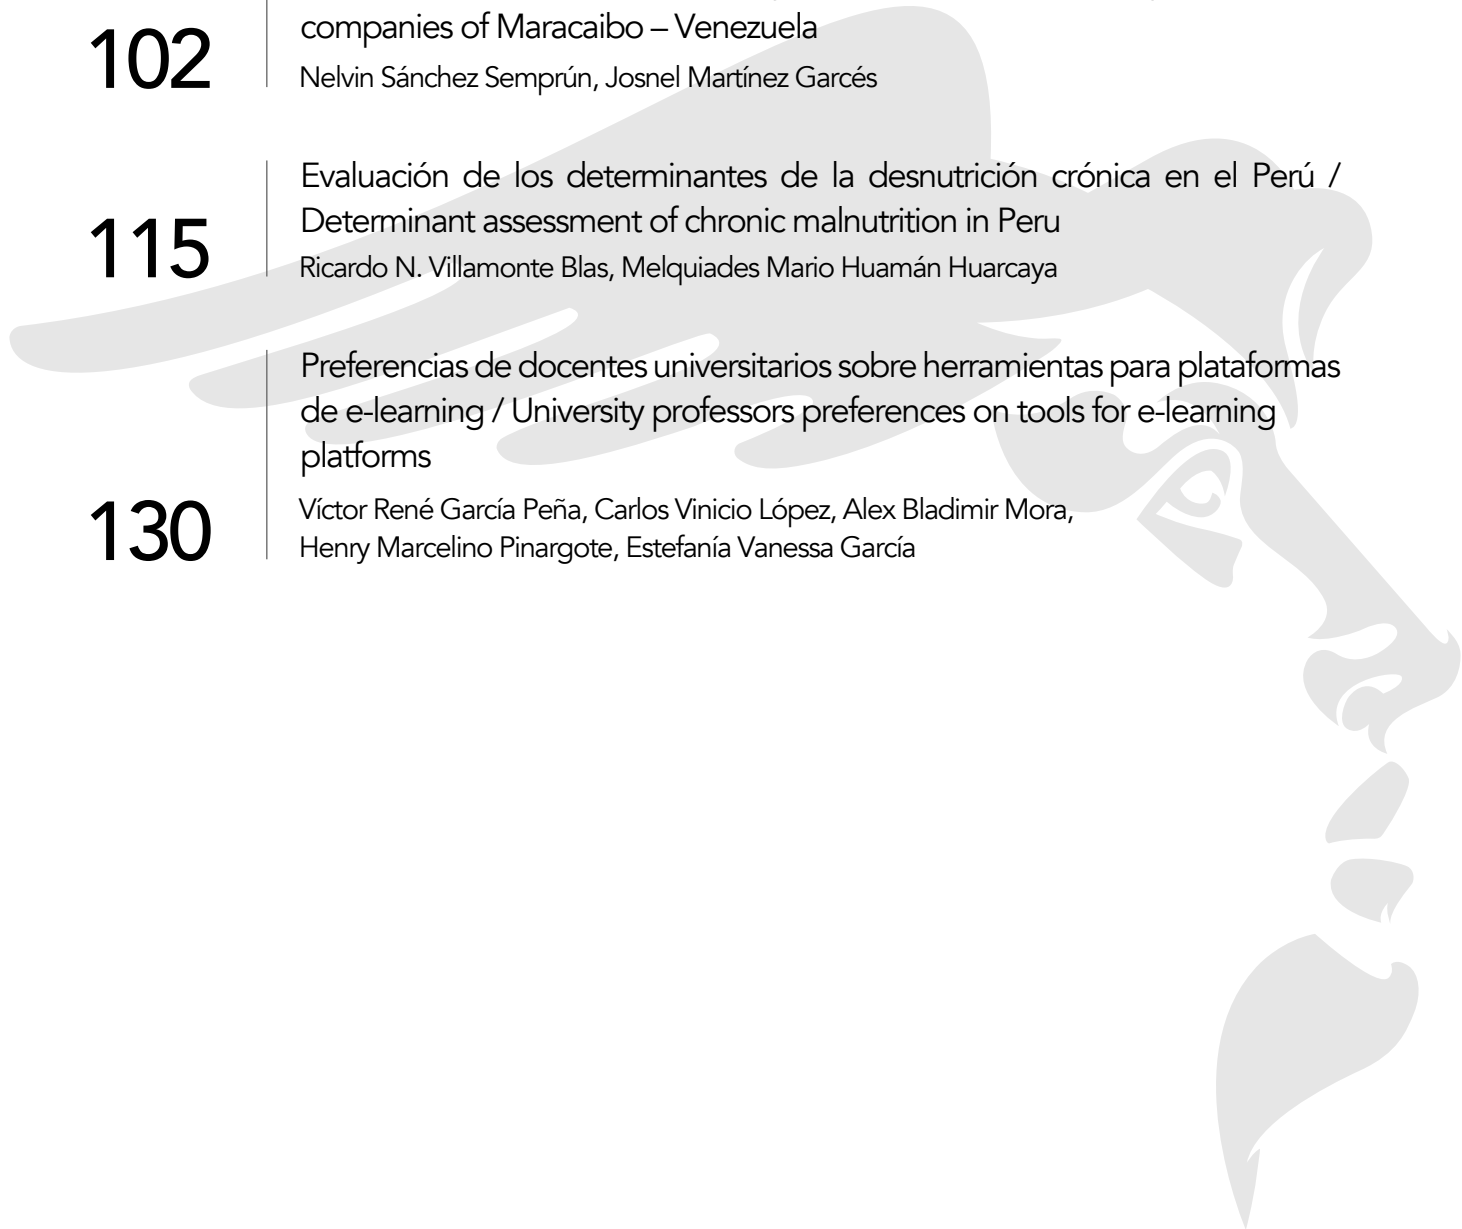 companies of Maracaibo – Venezuela
102
Nelvin Sánchez Semprún, Josnel Martínez Garcés
Evaluación de los determinantes de la desnutrición crónica en el Perú /
Determinant assessment of chronic malnutrition in Peru
115
Ricardo N. Villamonte Blas, Melquiades Mario Huamán Huarcaya
Preferencias de docentes universitarios sobre herramientas para plataformas
de e-learning / University professors preferences on tools for e-learning
platforms
130
Víctor René García Peña, Carlos Vinicio López, Alex Bladimir Mora,
Henry Marcelino Pinargote, Estefanía Vanessa García